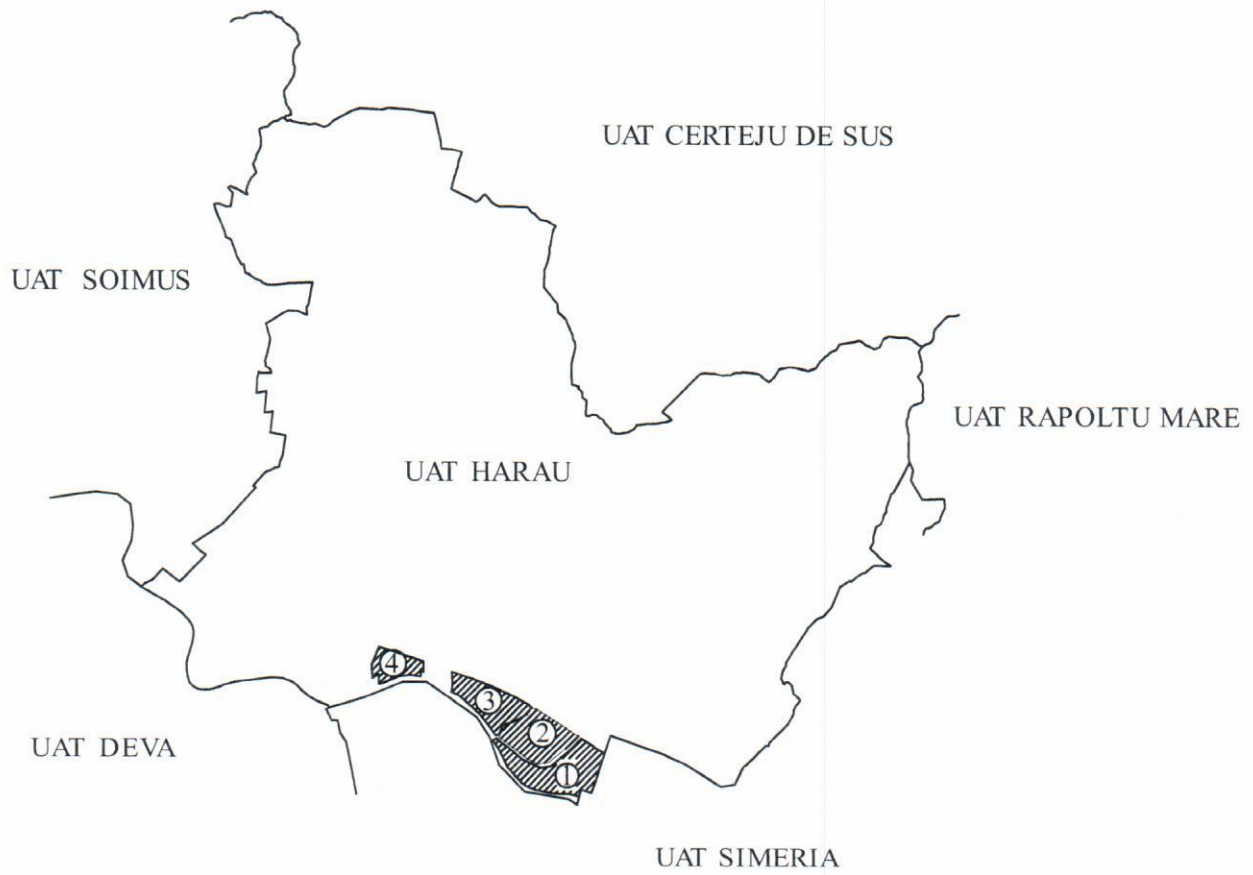 UAT CERTEJU DE SUS
UAT SOIMUS
UAT RAPOLTU MARE
UAT HARAU
4
3
2
1
UAT DEVA
UAT SIMERIA